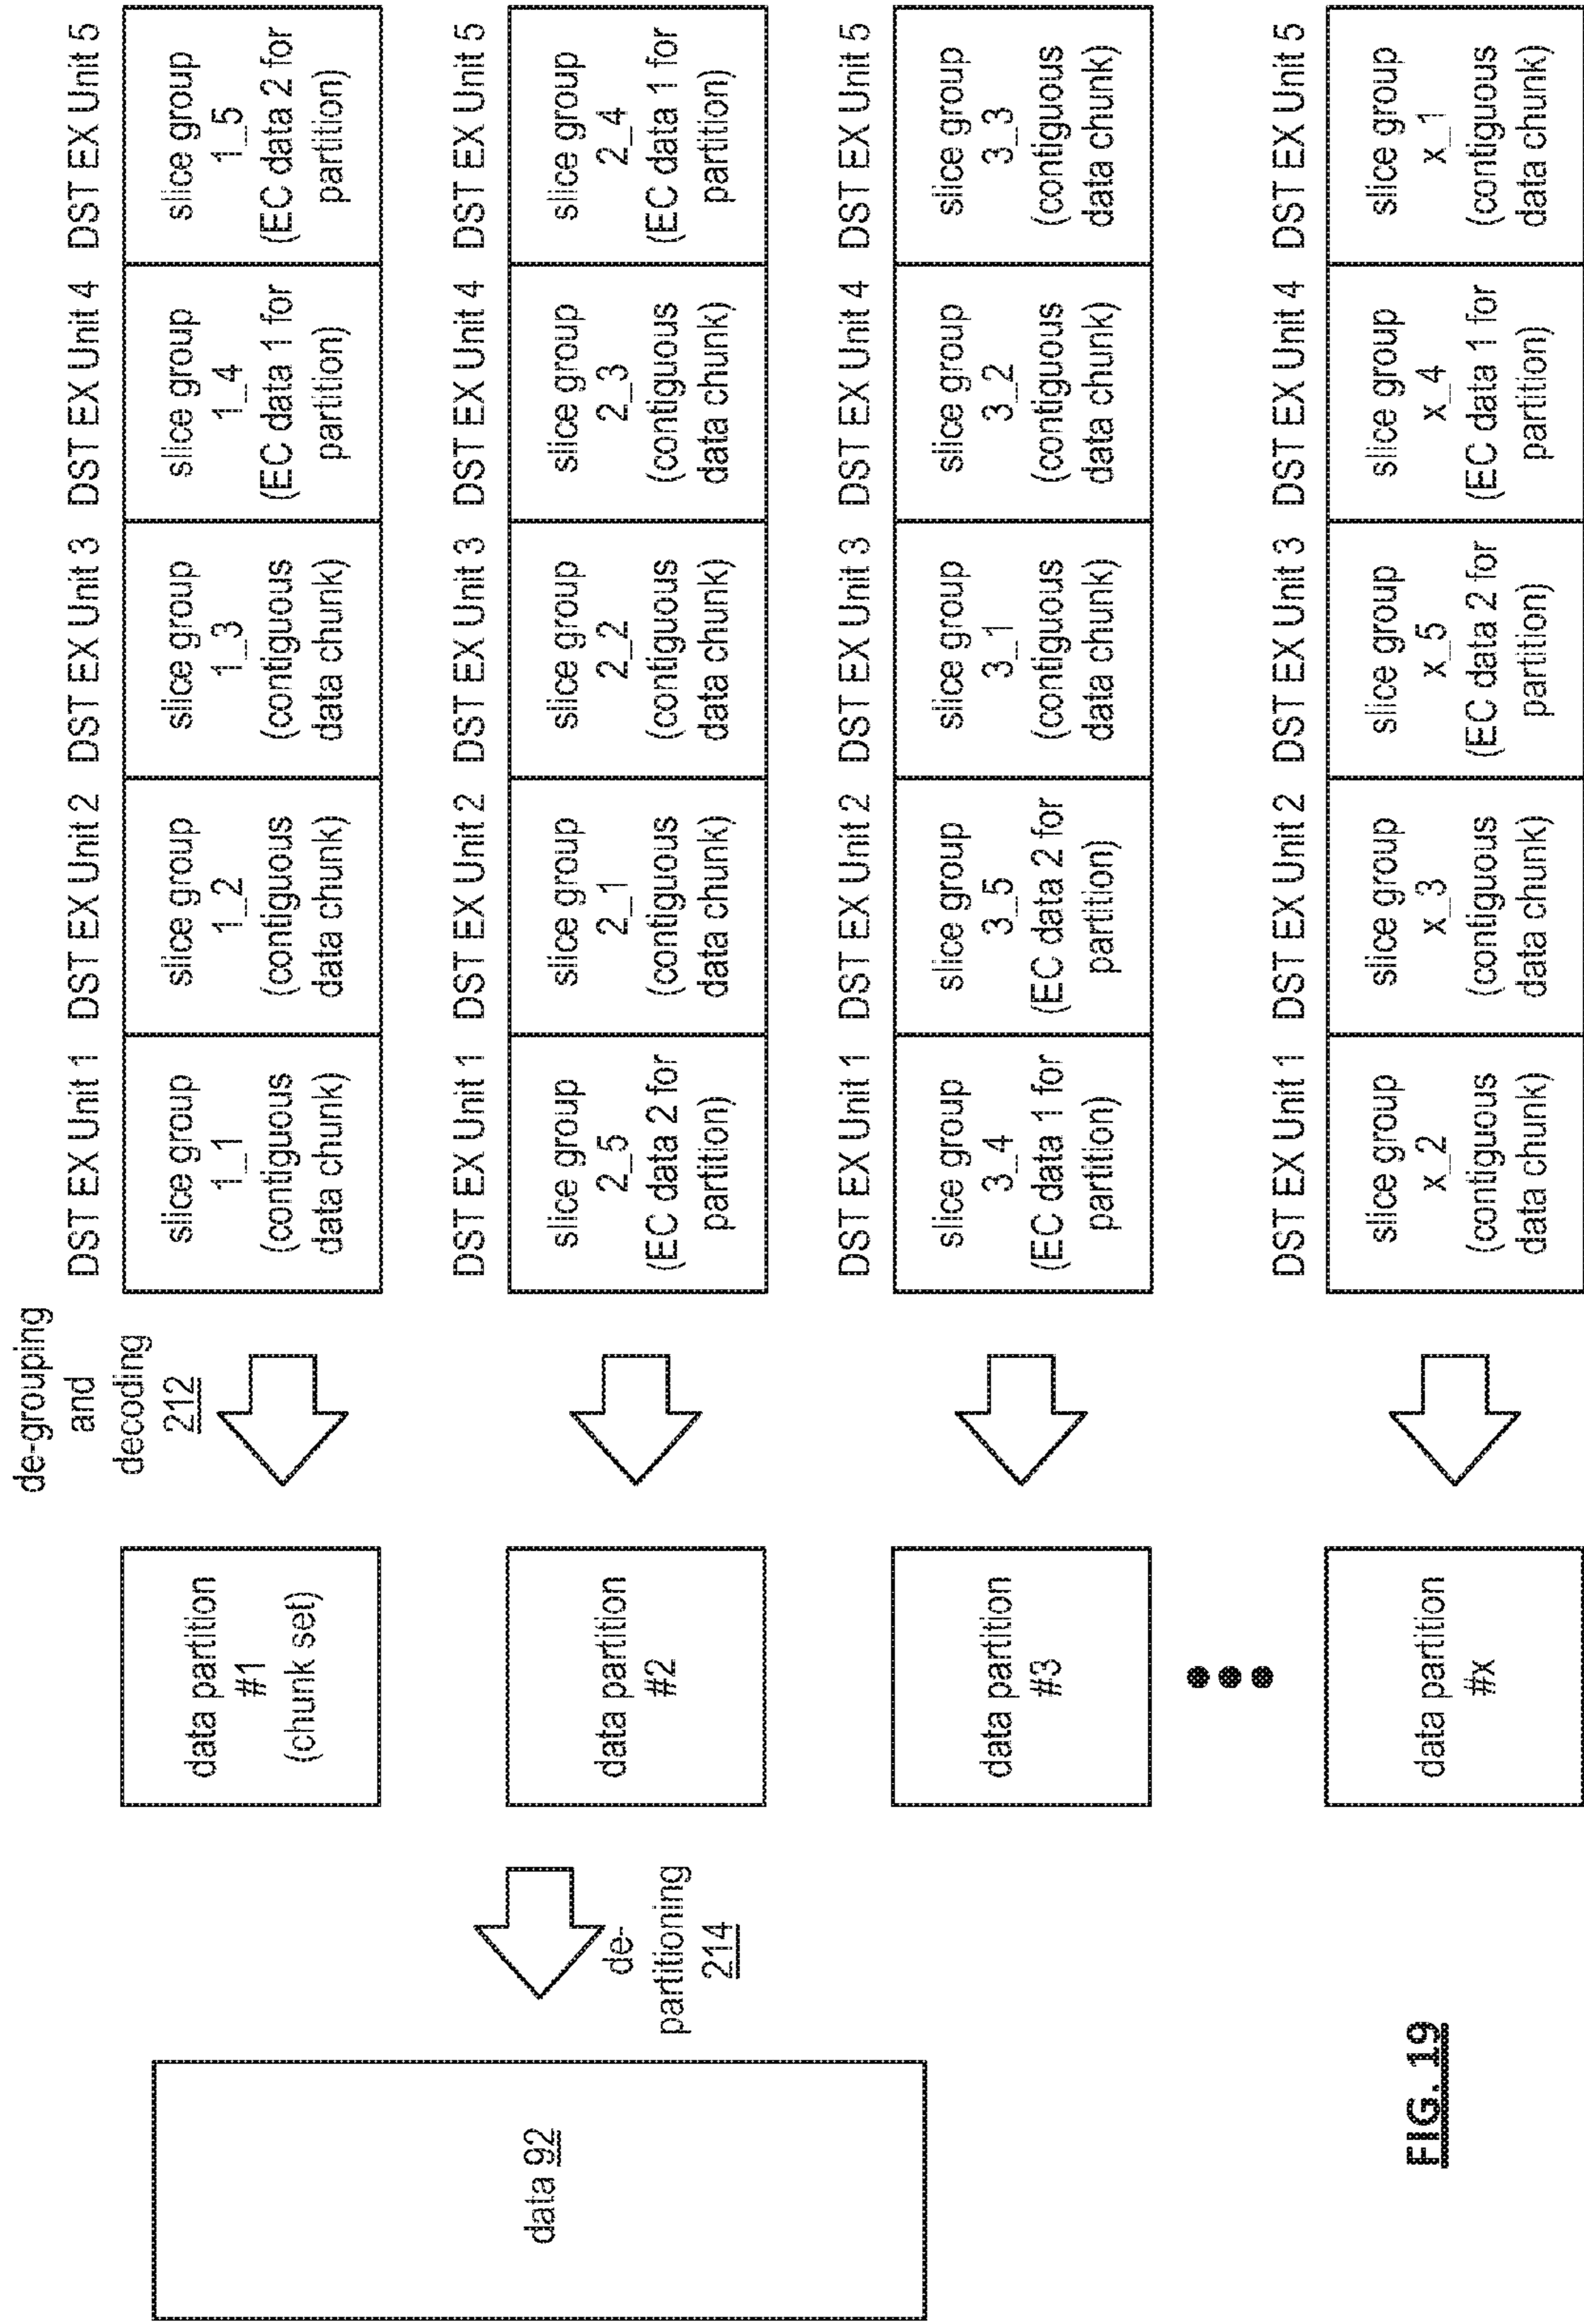 de-grouping
and
decoding
212
DST EX Unit 1 DST EX Unit 2 DST EX Unit 3 DST EX Unit 4 DST EX Unit 5
data partition
#1
(chunk set)
slice group
1_1
(contiguous
data chunk)
slice group
1_2
(contiguous
data chunk)
slice group
1_3
(contiguous
data chunk)
slice group
1_4
(EC data 1 for
partition)
slice group
1_5
(EC data 2 for
partition)
DST EX Unit 1 DST EX Unit 2 DST EX Unit 3 DST EX Unit 4 DST EX Unit 5
data 92
de-
partitioning
214
data partition
#2
slice group
2_5
(EC data 2 for
partition)
slice group
2_1
(contiguous
data chunk)
slice group
2_2
(contiguous
data chunk)
slice group
2_3
(contiguous
data chunk)
slice group
2_4
(EC data 1 for
partition)
DST EX Unit 1 DST EX Unit 2 DST EX Unit 3 DST EX Unit 4 DST EX Unit 5
data partition
#3
slice group
3_4
(EC data 1 for
partition)
slice group
3_5
(EC data 2 for
partition)
slice group
3_1
(contiguous
data chunk)
slice group
3_2
(contiguous
data chunk)
slice group
3_3
(contiguous
data chunk)
DST EX Unit 1 DST EX Unit 2 DST EX Unit 3 DST EX Unit 4 DST EX Unit 5
data partition
#x
slice group
x_2
(contiguous
data chunk)
slice group
x_3
(contiguous
data chunk)
slice group
x_5
(EC data 2 for
partition)
slice group
x_4
(EC data 1 for
partition)
slice group
x_1
(contiguous
data chunk)
FIG. 19